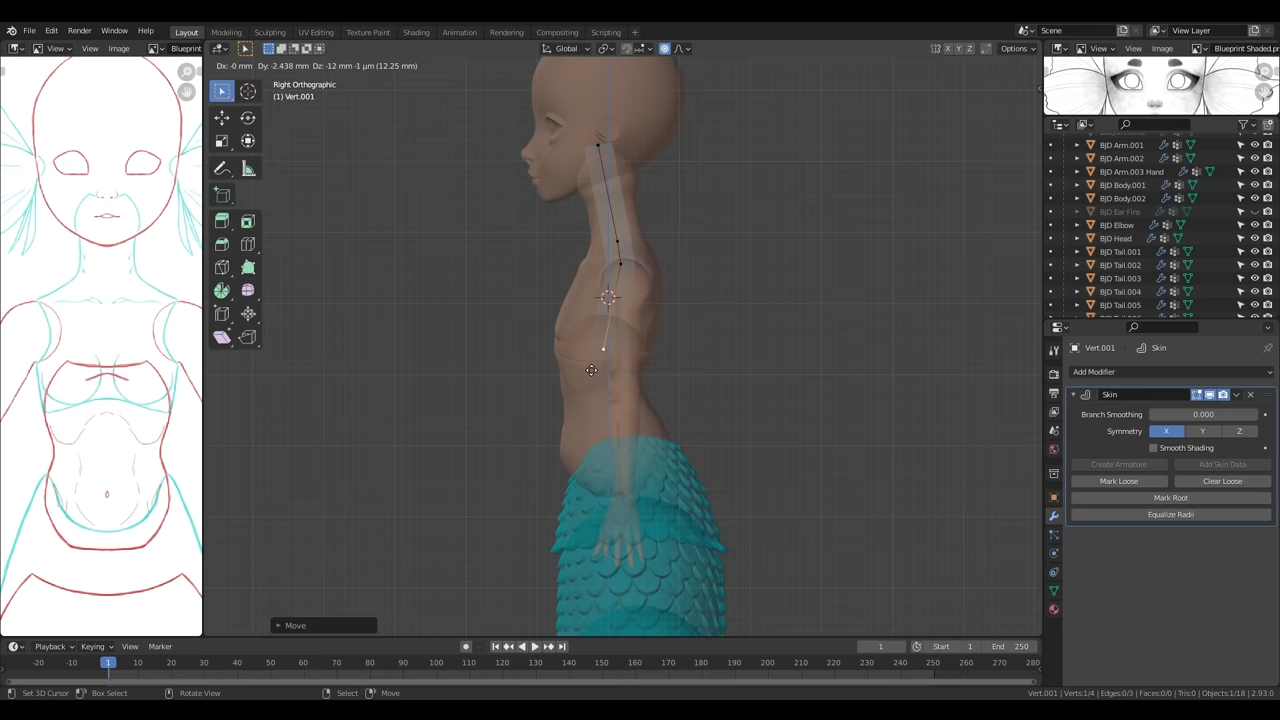 File Edit Render Window Help Layout Modeling Sculpting UV Editing Texture Paint Shading Animation Rendering Compositing Scripting + Scene View Layer
View View Image Blueprint Global X Y Z Options View View Image Blueprint Shaded.pr
Dx: -0 mm Dy: -2.438 mm Dz: -12 mm -1 µm (12.25 mm)
Right Orthographic
(1) Vert.001
BJD Arm.001
BJD Arm.002
BJD Arm.003 Hand
BJD Body.001
BJD Body.002
BJD Ear Fins
BJD Elbow
BJD Head
BJD Tail.001
BJD Tail.002
BJD Tail.003
BJD Tail.004
BJD Tail.005
Vert.001 Skin
Add Modifier
Skin
Branch Smoothing 0.000
Symmetry X Y Z
Smooth Shading
Create Armature Add Skin Data
Mark Loose Clear Loose
Mark Root
Equalize Radii
Move
Playback Keying View Marker 1 Start 1 End 250
-20 -10 1 10 20 30 40 50 60 70 80 90 100 110 120 130 140 150 160 170 180 190 200 210 220 230 240 250 260 270 280
Set 3D Cursor Box Select Rotate View Select Move Vert.001 | Verts:1/4 | Edges:0/3 | Faces:0/0 | Tris:0 | Objects:1/18 | 2.93.0